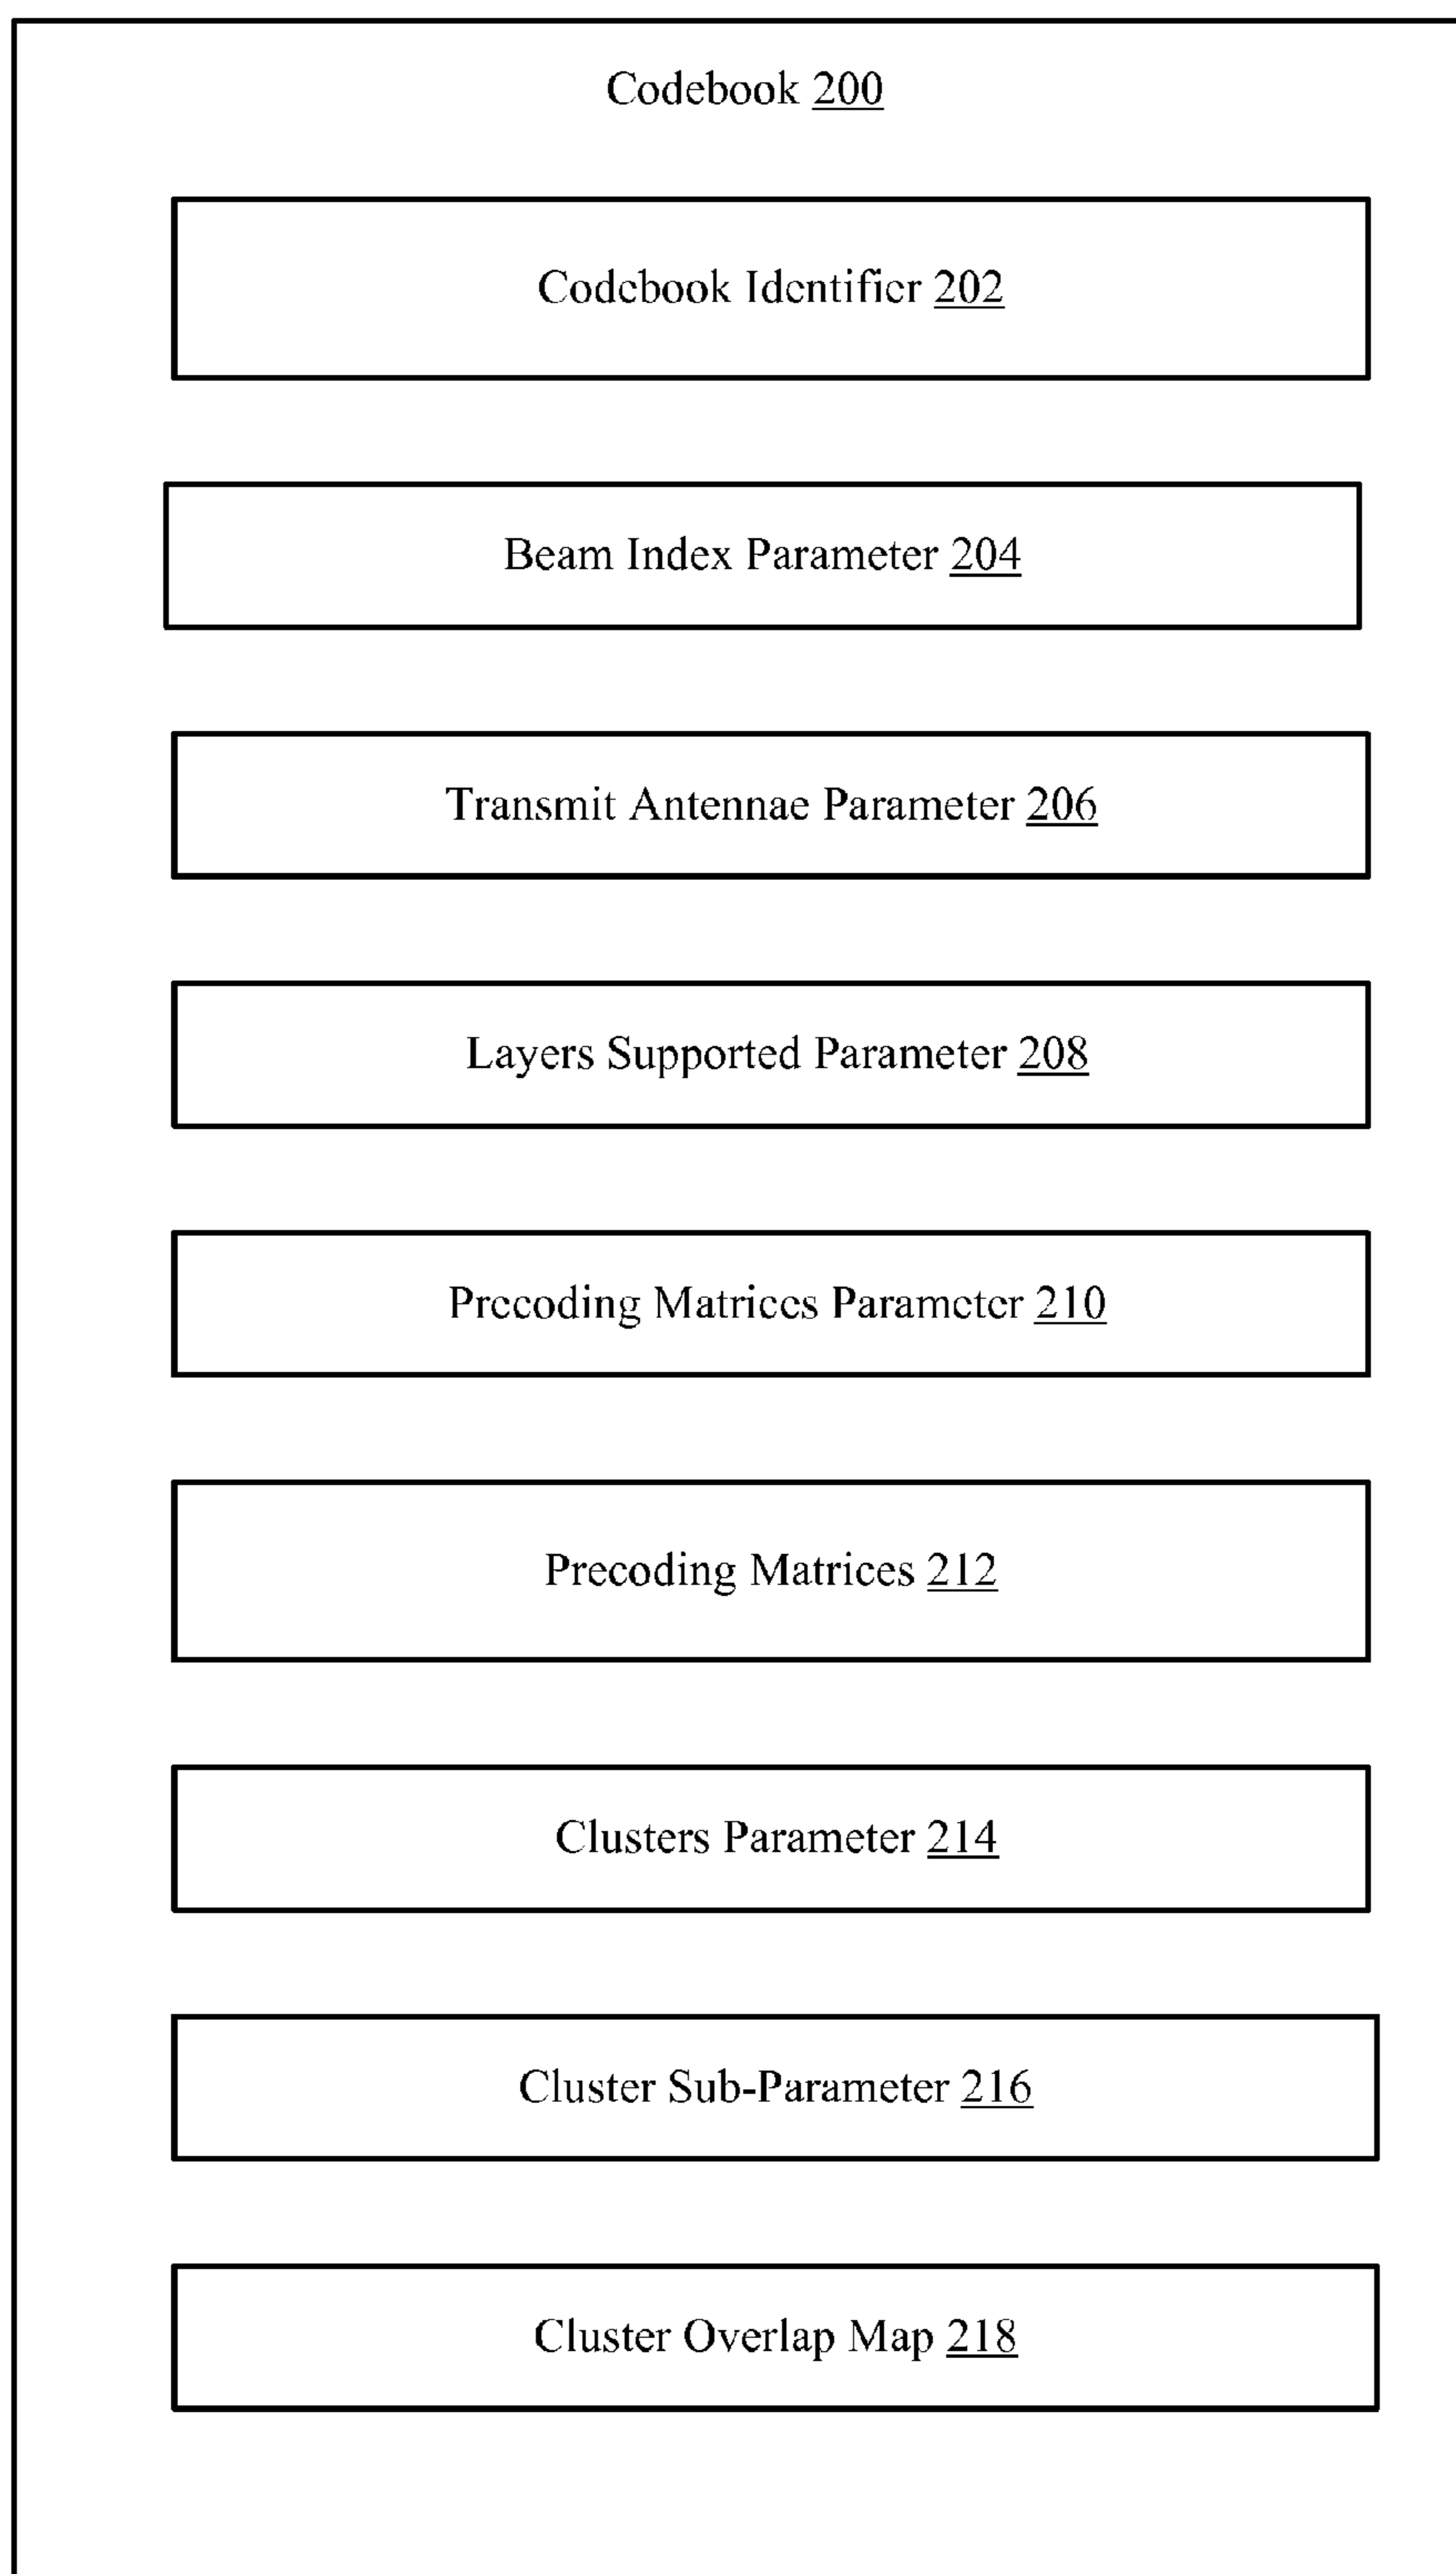 Codebook 200
Codebook Identifier 202
Beam Index Parameter 204
Transmit Antennae Parameter 206
Layers Supported Parameter 208
Precoding Matrices Parameter 210
Precoding Matrices 212
Clusters Parameter 214
Cluster Sub-Parameter 216
Cluster Overlap Map 218